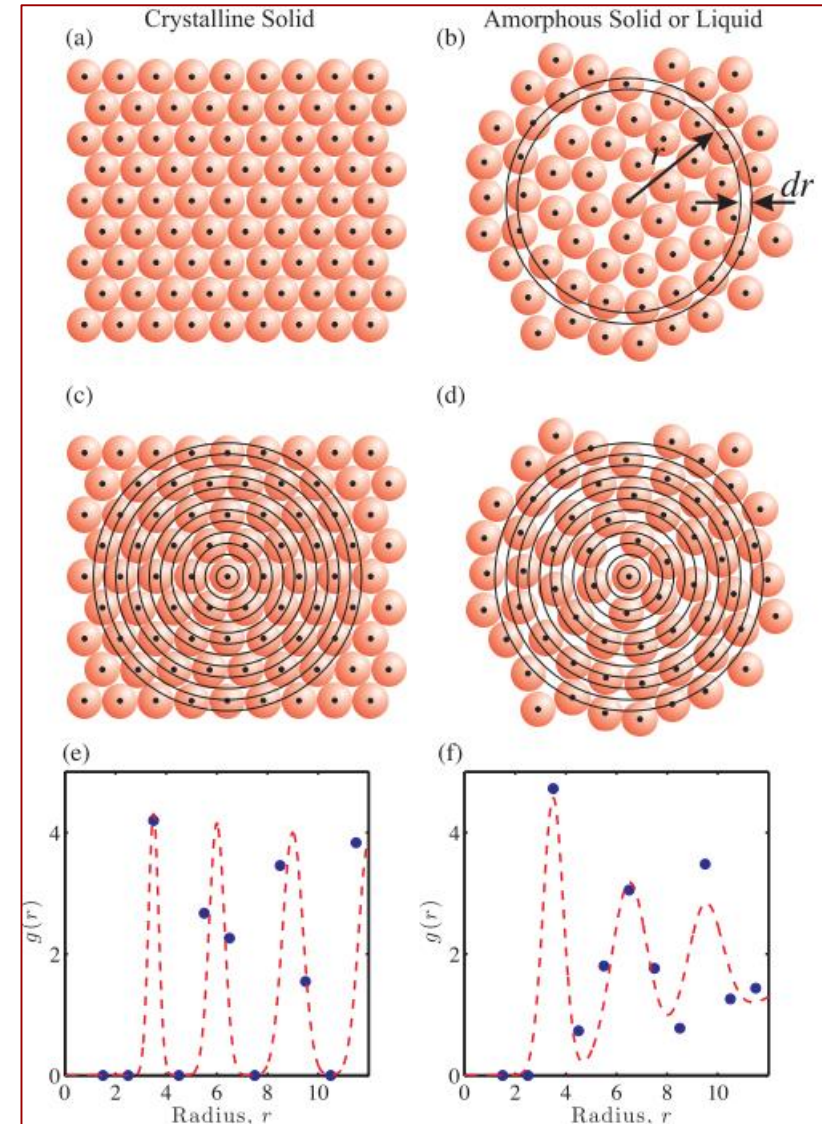 Crystalline Solid
Amorphous Solid or Liquid
(a)
(b)
r
dr
(c)
(d)
(e)
(f)
4
2
0
g(r)
0 2 4 6 8 10
Radius, r
4
2
0
g(r)
0 2 4 6 8 10
Radius, r